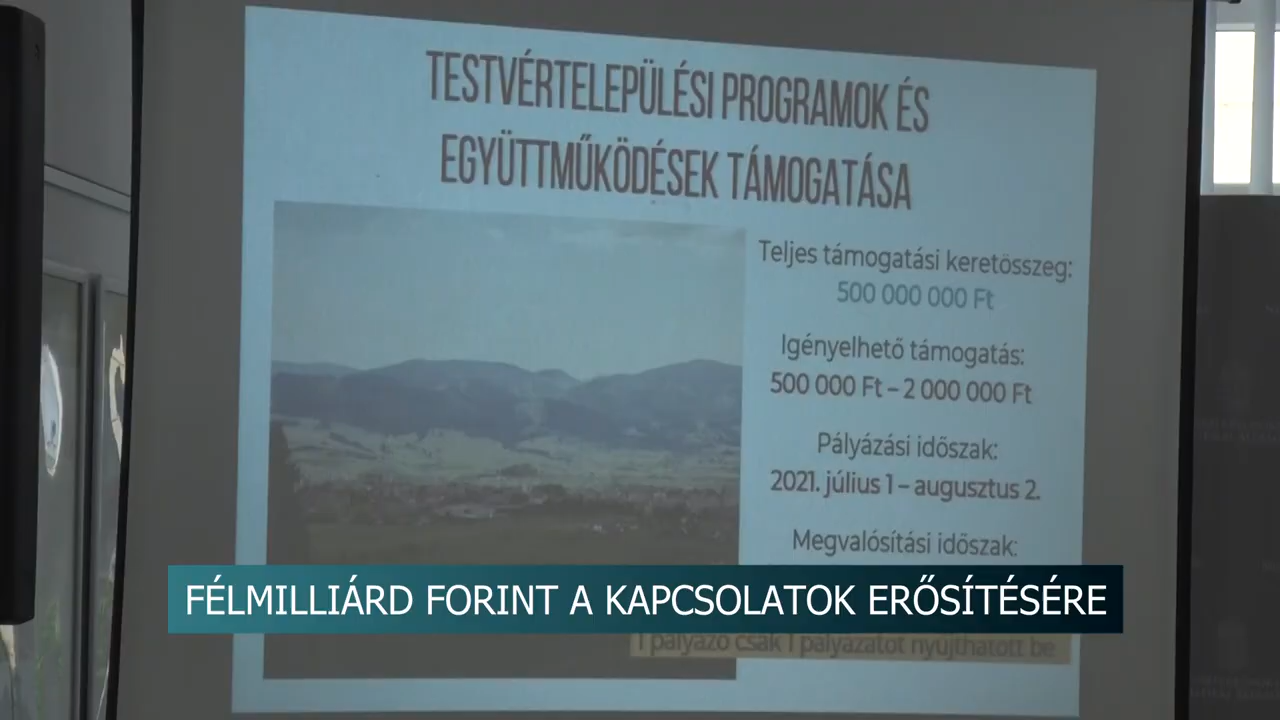 TESTVÉRTELEPÜLÉSI PROGRAMOK ÉS
EGYÜTTMŰKÖDÉSEK TÁMOGATÁSA
Teljes támogatási keretösszeg:
500 000 000 Ft
Igényelhető támogatás:
500 000 Ft – 2 000 000 Ft
Pályázási időszak:
2021. július 1 – augusztus 2.
Megvalósítási időszak:
FÉLMILLIÁRD FORINT A KAPCSOLATOK ERŐSÍTÉSÉRE
1 pályázó csak 1 pályázatot nyújthatott be